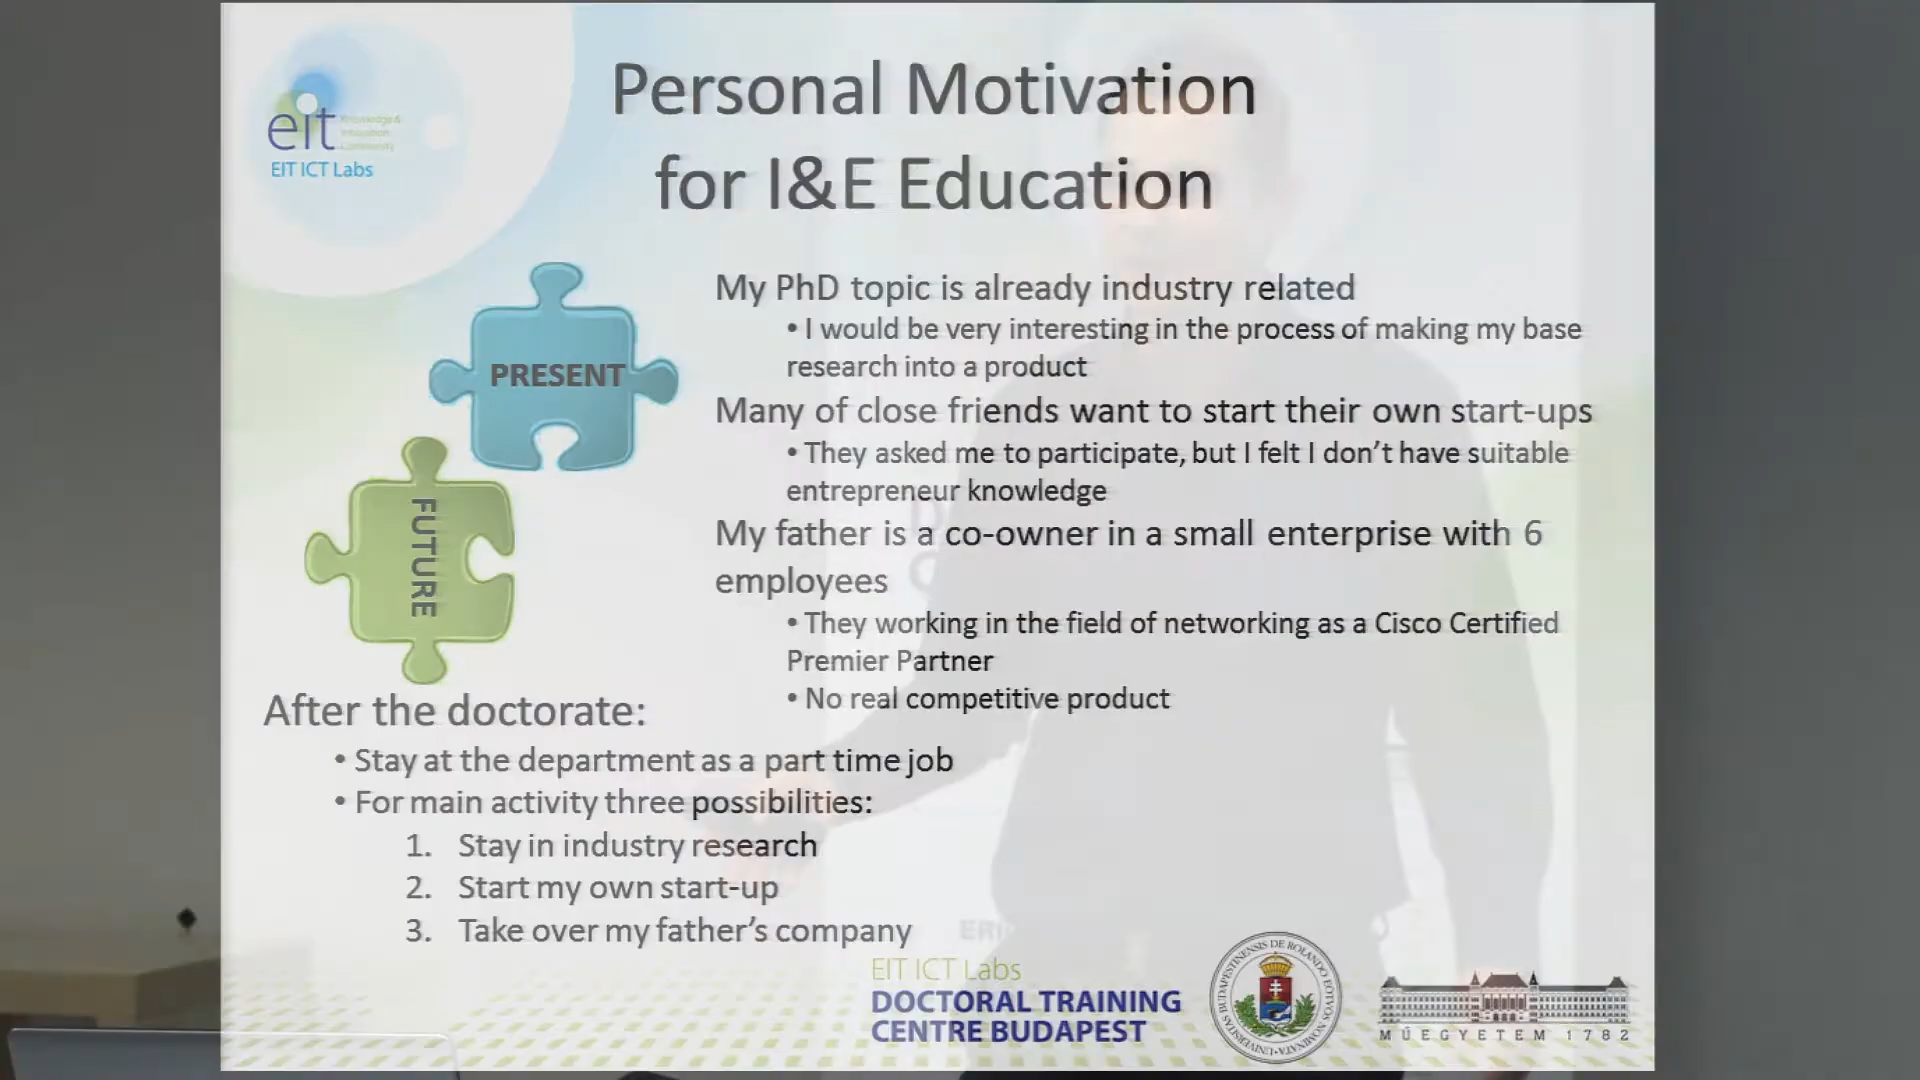 Personal Motivation
for I&E Education
eit
Knowledge &
Innovation
Community
EIT ICT Labs
PRESENT
My PhD topic is already industry related
• I would be very interesting in the process of making my base
research into a product
Many of close friends want to start their own start-ups
• They asked me to participate, but I felt I don't have suitable
entrepreneur knowledge
My father is a co-owner in a small enterprise with 6
employees
• They working in the field of networking as a Cisco Certified
Premier Partner
• No real competitive product
FUTURE
After the doctorate:
• Stay at the department as a part time job
• For main activity three possibilities:
1. Stay in industry research
2. Start my own start-up
3. Take over my father's company
EIT ICT Labs
DOCTORAL TRAINING
CENTRE BUDAPEST
MŰEGYETEM 1782